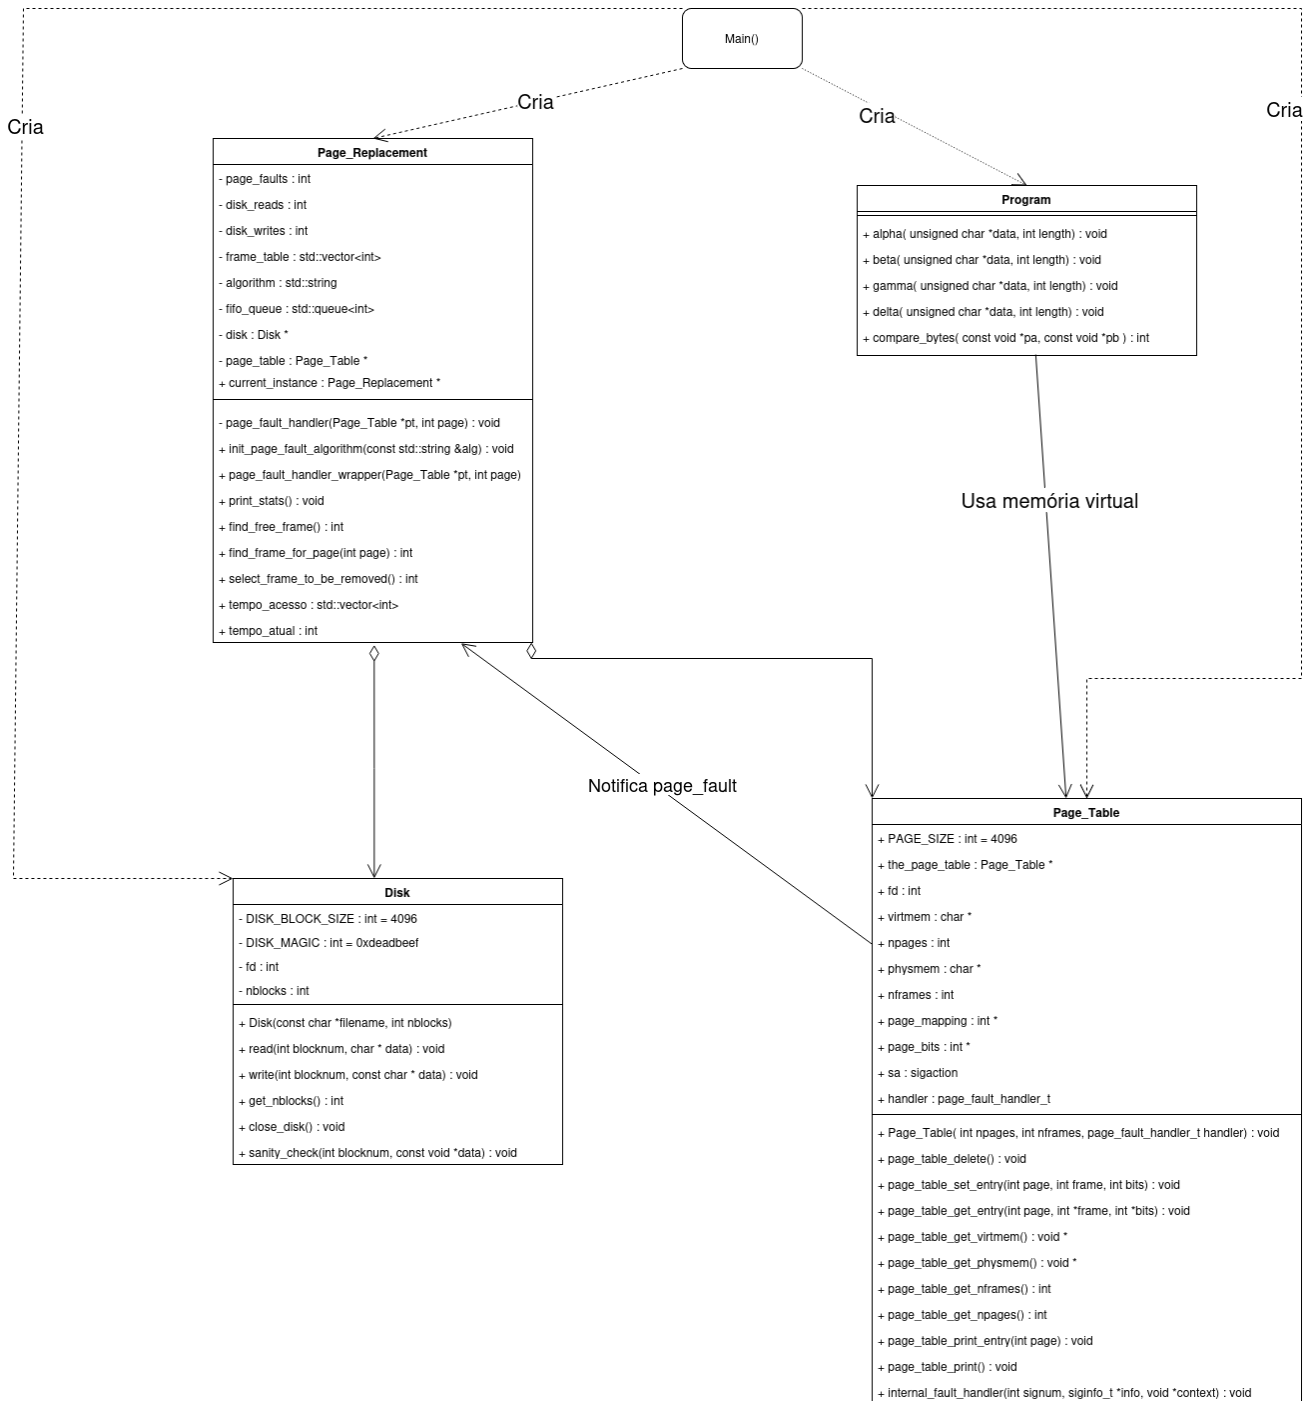 Main()
Cria
Cria
Cria
Cria
Page_Replacement
- page_faults : int
- disk_reads : int
- disk_writes : int
- frame_table : std::vector<int>
- algorithm : std::string
- fifo_queue : std::queue<int>
- disk : Disk *
- page_table : Page_Table *
+ current_instance : Page_Replacement *
- page_fault_handler(Page_Table *pt, int page) : void
+ init_page_fault_algorithm(const std::string &alg) : void
+ page_fault_handler_wrapper(Page_Table *pt, int page)
+ print_stats() : void
+ find_free_frame() : int
+ find_frame_for_page(int page) : int
+ select_frame_to_be_removed() : int
+ tempo_acesso : std::vector<int>
+ tempo_atual : int
Program
+ alpha( unsigned char *data, int length) : void
+ beta( unsigned char *data, int length) : void
+ gamma( unsigned char *data, int length) : void
+ delta( unsigned char *data, int length) : void
+ compare_bytes( const void *pa, const void *pb ) : int
Usa memória virtual
Notifica page_fault
Disk
- DISK_BLOCK_SIZE : int = 4096
- DISK_MAGIC : int = 0xdeadbeef
- fd : int
- nblocks : int
+ Disk(const char *filename, int nblocks)
+ read(int blocknum, char * data) : void
+ write(int blocknum, const char * data) : void
+ get_nblocks() : int
+ close_disk() : void
+ sanity_check(int blocknum, const void *data) : void
Page_Table
+ PAGE_SIZE : int = 4096
+ the_page_table : Page_Table *
+ fd : int
+ virtmem : char *
+ npages : int
+ physmem : char *
+ nframes : int
+ page_mapping : int *
+ page_bits : int *
+ sa : sigaction
+ handler : page_fault_handler_t
+ Page_Table( int npages, int nframes, page_fault_handler_t handler) : void
+ page_table_delete() : void
+ page_table_set_entry(int page, int frame, int bits) : void
+ page_table_get_entry(int page, int *frame, int *bits) : void
+ page_table_get_virtmem() : void *
+ page_table_get_physmem() : void *
+ page_table_get_nframes() : int
+ page_table_get_npages() : int
+ page_table_print_entry(int page) : void
+ page_table_print() : void
+ internal_fault_handler(int signum, siginfo_t *info, void *context) : void